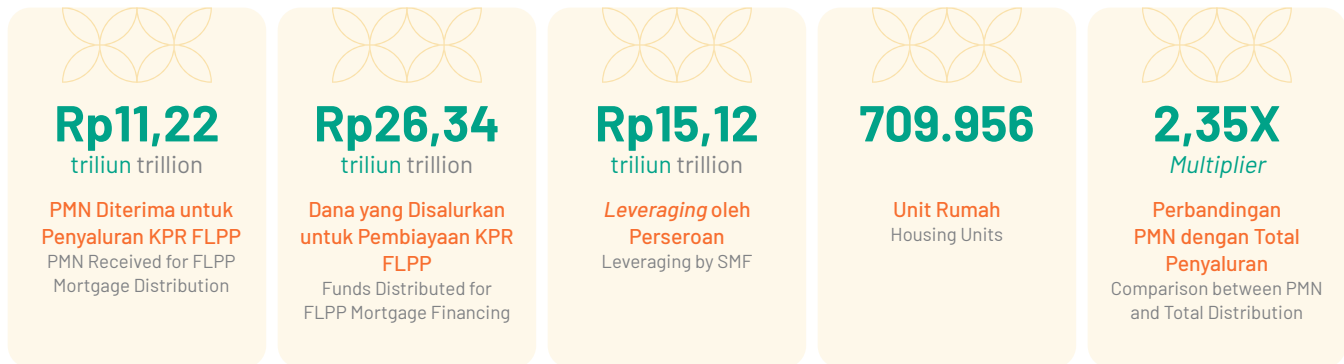 Rp11,22
triliun trillion
PMN Diterima untuk
Penyaluran KPR FLPP
PMN Received for FLPP
Mortgage Distribution
Rp26,34
triliun trillion
Dana yang Disalurkan
untuk Pembiayaan KPR
FLPP
Funds Distributed for
FLPP Mortgage Financing
Rp15,12
triliun trillion
Leveraging oleh
Perseroan
Leveraging by SMF
709.956
Unit Rumah
Housing Units
2,35X
Multiplier
Perbandingan
PMN dengan Total
Penyaluran
Comparison between PMN
and Total Distribution